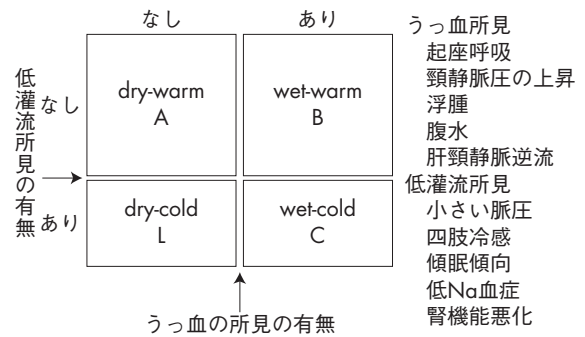 なし
あり
低灌流所見の有無
なし
あり
dry-warm
A
wet-warm
B
dry-cold
L
wet-cold
C
うっ血の所見の有無
うっ血所見
起座呼吸
頸静脈圧の上昇
浮腫
腹水
肝頸静脈逆流
低灌流所見
小さい脈圧
四肢冷感
傾眠傾向
低Na血症
腎機能悪化